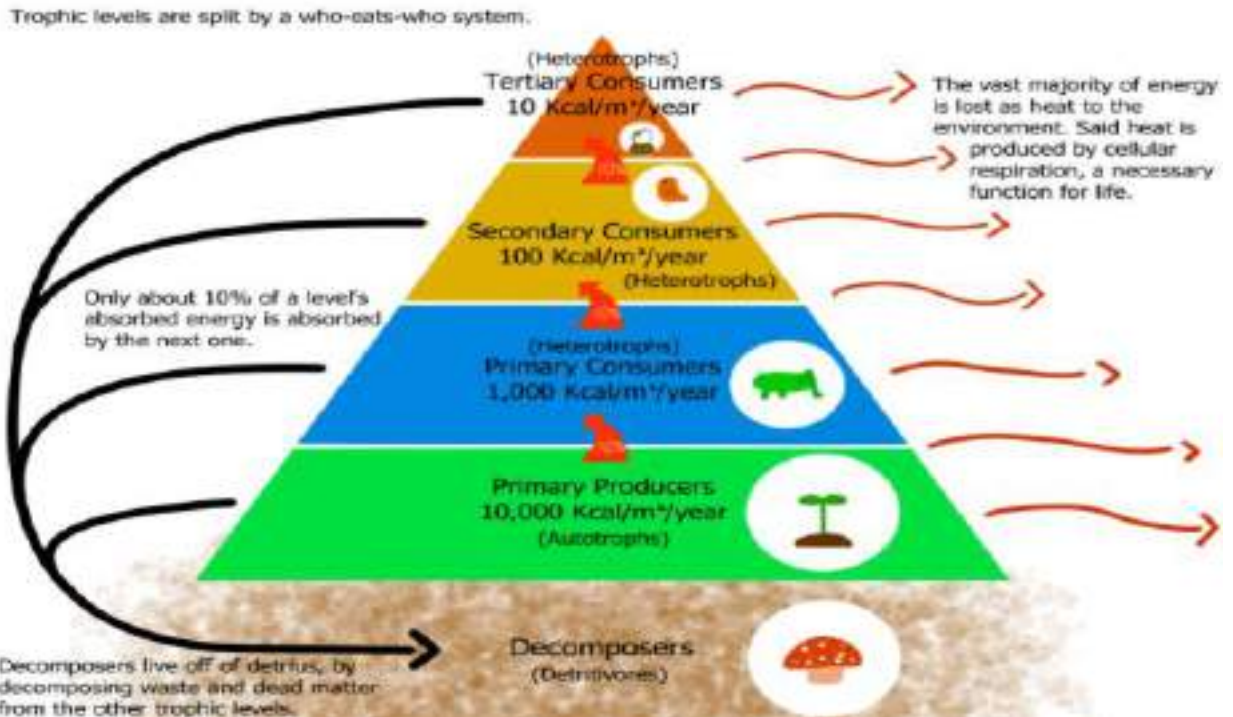 Trophic levels are split by a who-eats-who system.
(Heterotrophs)
Tertiary Consumers
10 Kcal/m²/year
The vast majority of energy
is lost as heat to the
environment. Said heat is
produced by cellular
respiration, a necessary
function for life.
Secondary Consumers
100 Kcal/m²/year
(Heterotrophs)
Only about 10% of a level's
absorbed energy is absorbed
by the next one.
(Heterotrophs)
Primary Consumers
1,000 Kcal/m²/year
Primary Producers
10,000 Kcal/m²/year
(Autotrophs)
Decomposers
(Detritivores)
Decomposers live off of detrius, by
decomposing waste and dead matter
from the other trophic levels.